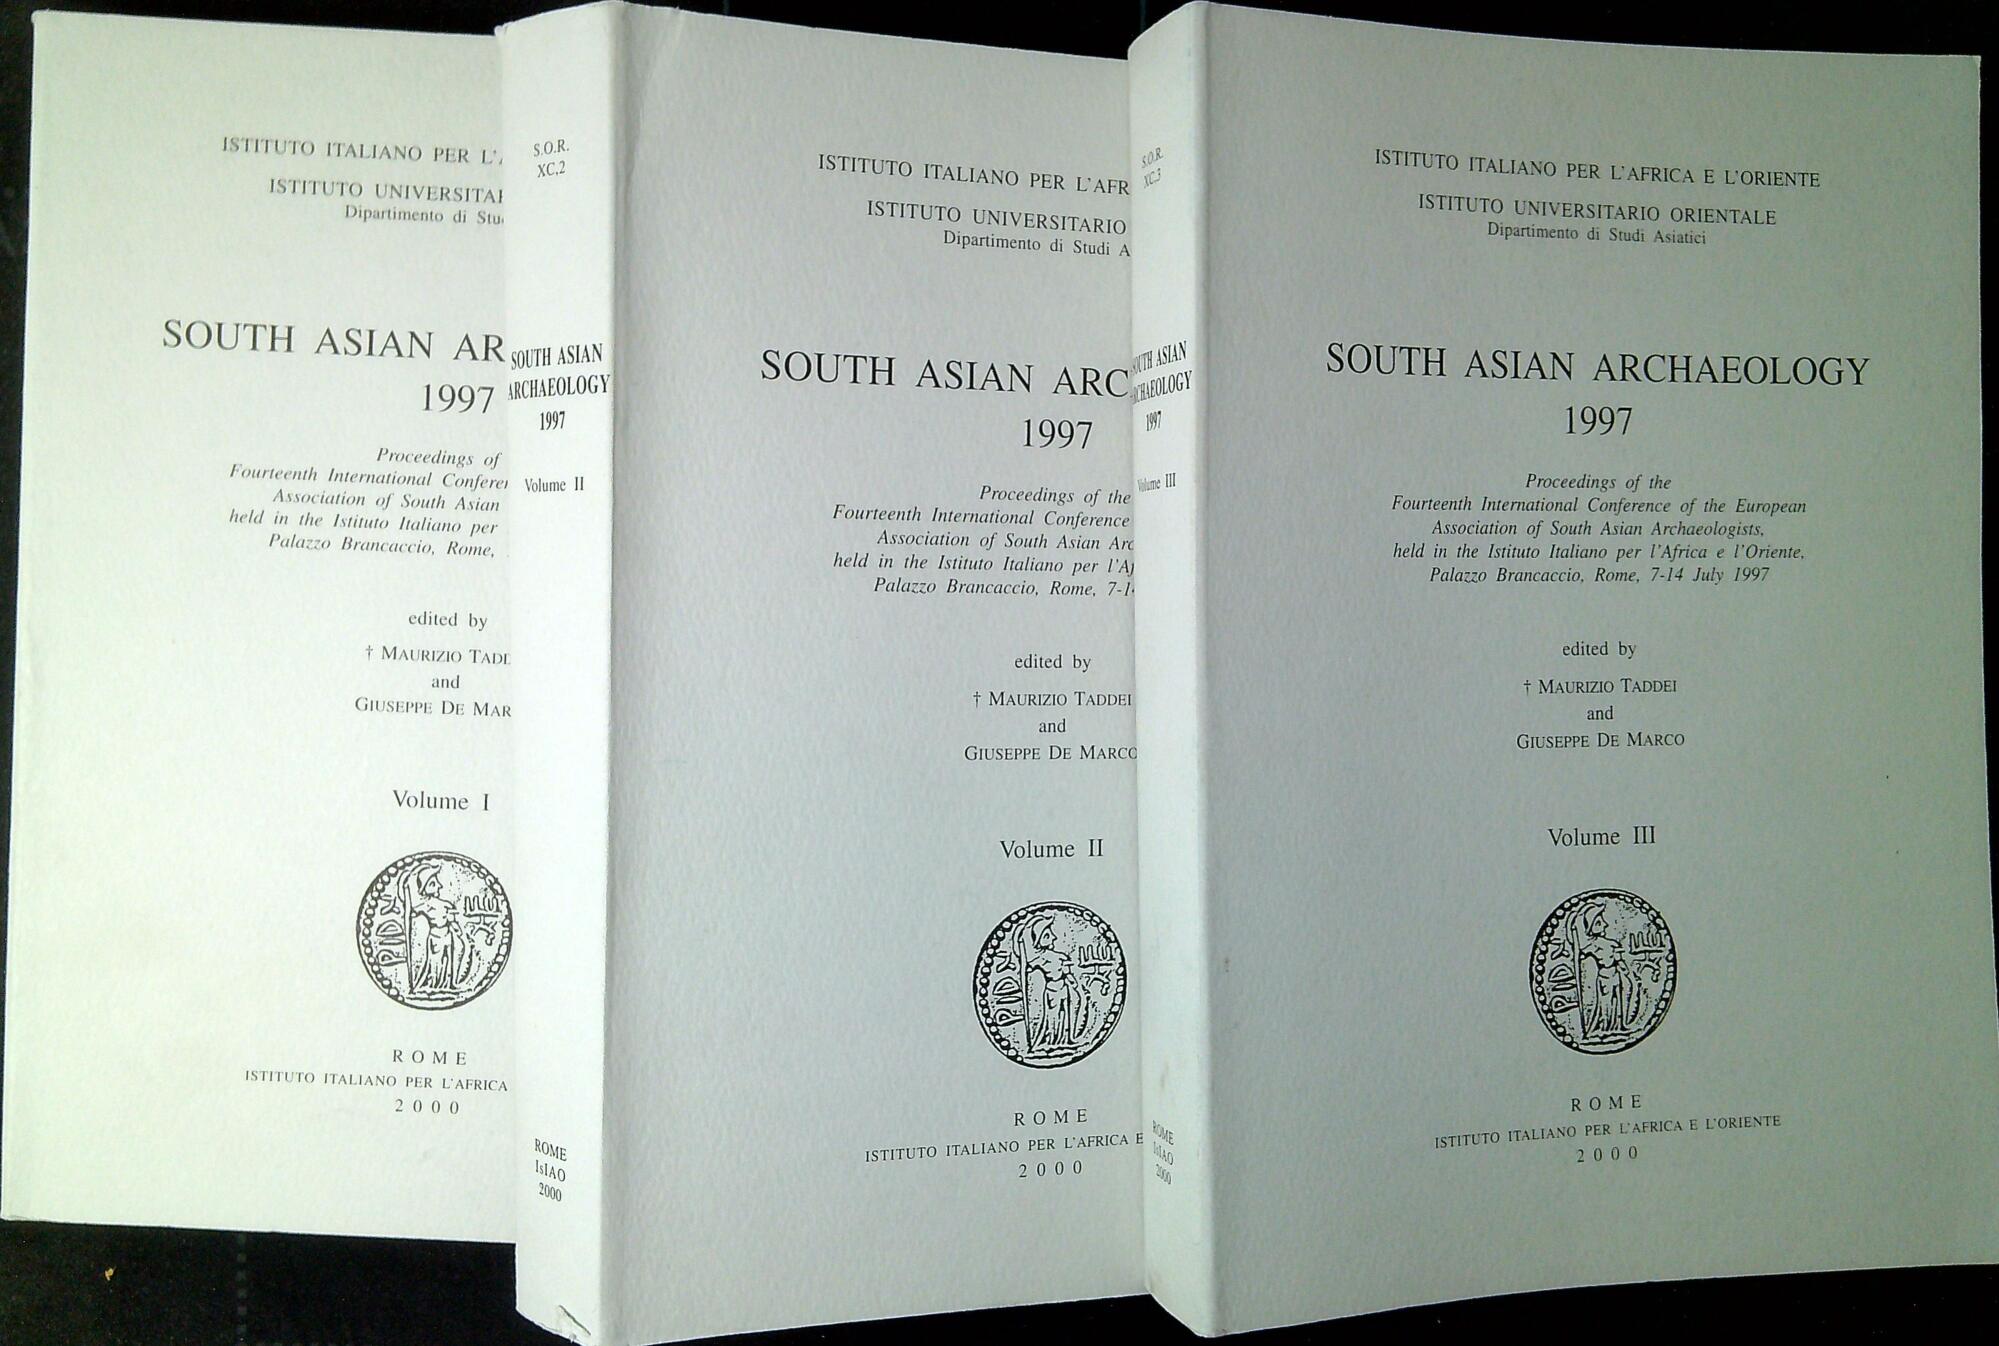 ISTITUTO ITALIANO PER L'A
ISTITUTO UNIVERSITAR
Dipartimento di Stu
SOUTH ASIAN AR
1997
Proceedings of
Fourteenth International Conferen
Association of South Asian
held in the Istituto Italiano per
Palazzo Brancaccio, Rome,
edited by
† MAURIZIO TADDE
and
GIUSEPPE DE MAR
Volume I
ROME
ISTITUTO ITALIANO PER L'AFRICA
2000
S.O.R.
XC,2
SOUTH ASIAN
ARCHAEOLOGY
1997
Volume II
ROME
IsIAO
2000
ISTITUTO ITALIANO PER L'AFR
ISTITUTO UNIVERSITARIO
Dipartimento di Studi A
SOUTH ASIAN ARC
1997
Proceedings of the
Fourteenth International Conference
Association of South Asian Arc
held in the Istituto Italiano per l'Af
Palazzo Brancaccio, Rome, 7-14
edited by
† MAURIZIO TADDEI
and
GIUSEPPE DE MARCO
Volume II
ROME
ISTITUTO ITALIANO PER L'AFRICA E
2000
S.O.R.
XC,3
SOUTH ASIAN
ARCHAEOLOGY
1997
Volume III
ROME
IsIAO
2000
ISTITUTO ITALIANO PER L'AFRICA E L'ORIENTE
ISTITUTO UNIVERSITARIO ORIENTALE
Dipartimento di Studi Asiatici
SOUTH ASIAN ARCHAEOLOGY
1997
Proceedings of the
Fourteenth International Conference of the European
Association of South Asian Archaeologists,
held in the Istituto Italiano per l'Africa e l'Oriente,
Palazzo Brancaccio, Rome, 7-14 July 1997
edited by
† MAURIZIO TADDEI
and
GIUSEPPE DE MARCO
Volume III
ROME
ISTITUTO ITALIANO PER L'AFRICA E L'ORIENTE
2000